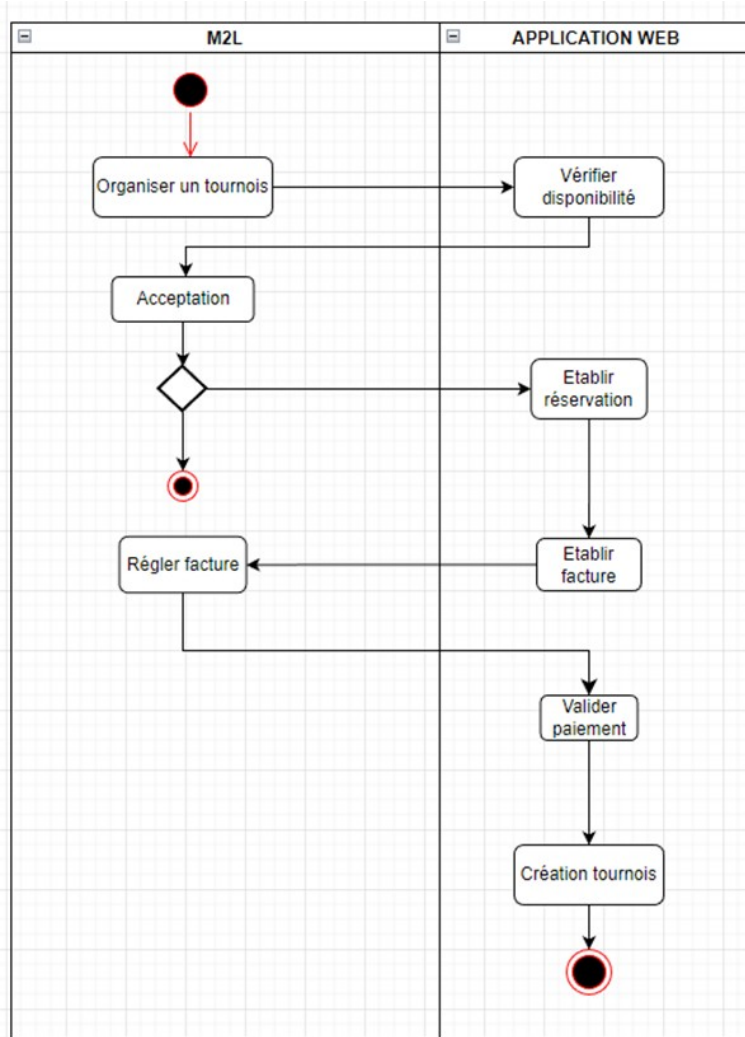 M2L
APPLICATION WEB
Organiser un tournois
Vérifier
disponibilité
Acceptation
Etablir
réservation
Régler facture
Etablir
facture
Valider
paiement
Création tournois